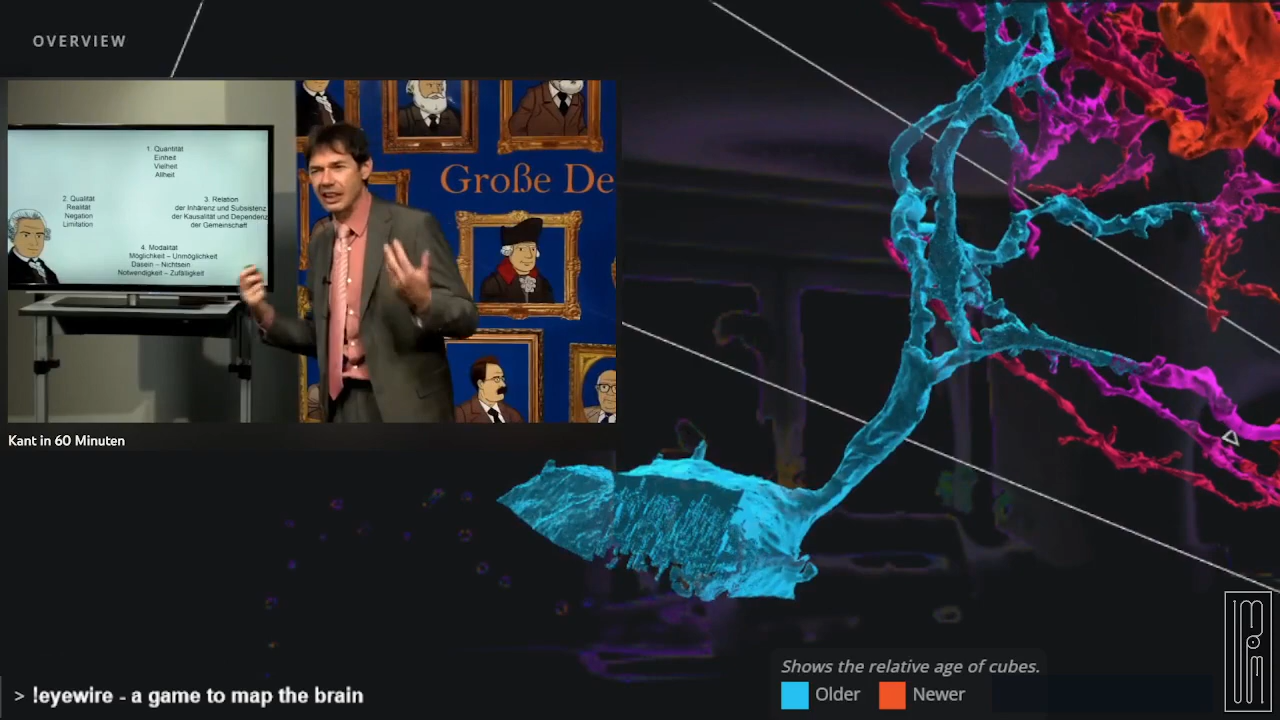 OVERVIEW
1. Quantität
Einheit
Vielheit
Allheit
2. Qualität
Realität
Negation
Limitation
3. Relation
der Inhärenz und Subsistenz
der Kausalität und Dependenz
der Gemeinschaft
4. Modalität
Möglichkeit – Unmöglichkeit
Dasein – Nichtsein
Notwendigkeit – Zufälligkeit
Große De
Kant in 60 Minuten
> !eyewire - a game to map the brain
Shows the relative age of cubes.
Older Newer